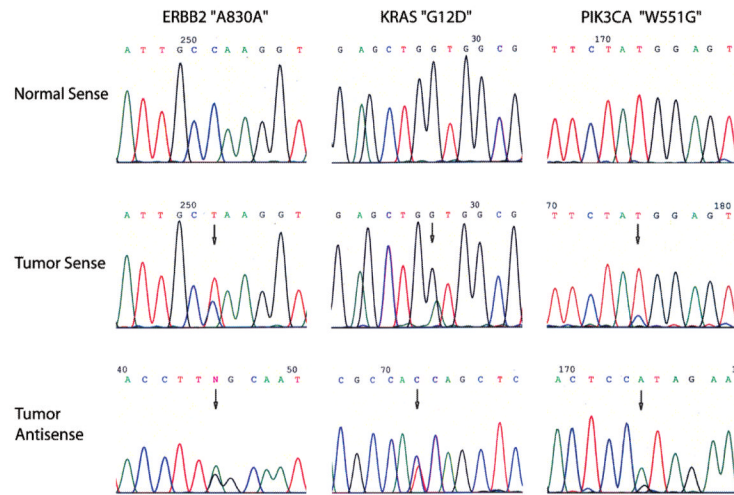 ERBB2 "A830A" KRAS "G12D" PIK3CA "W551G"
250 30 170
A T T G C C A A G G T G A G C T G G T G G C G T T C T A T G G A G T
Normal Sense
250 30 70 180
A T T G C T A A G G T G A G C T G G T G G C G T T C T A T G G A G T
Tumor Sense
40 50 70 170
A C C T T N G C A A T C G C C A C C A G C T C A C T C C A T A G A A
Tumor
Antisense